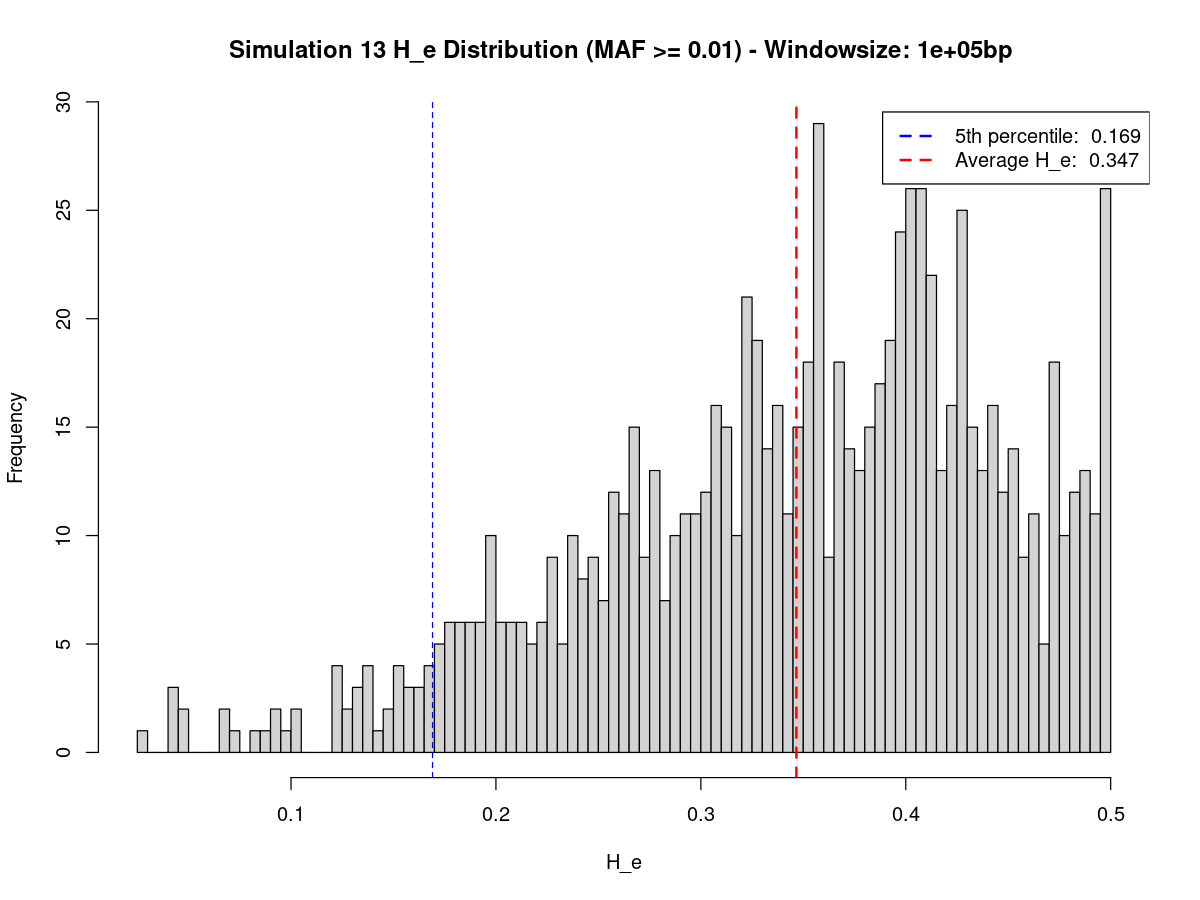 Simulation 13 H_e Distribution (MAF >= 0.01) - Windowsize: 1e+05bp
5th percentile:  0.169
Average H_e:  0.347
Frequency
30
25
20
15
10
5
0
0.1 0.2 0.3 0.4 0.5
H_e